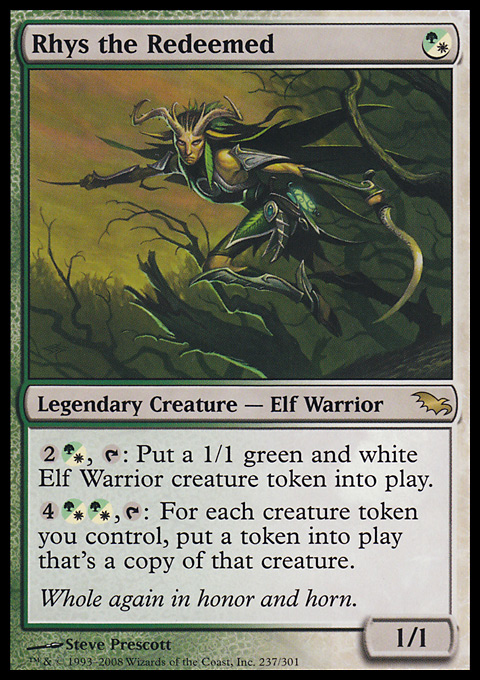 Rhys the Redeemed
Legendary Creature — Elf Warrior
2 , : Put a 1/1 green and white
Elf Warrior creature token into play.
4 , : For each creature token
you control, put a token into play
that's a copy of that creature.
Whole again in honor and horn.
Steve Prescott
1/1
™ & © 1993–2008 Wizards of the Coast, Inc. 237/301